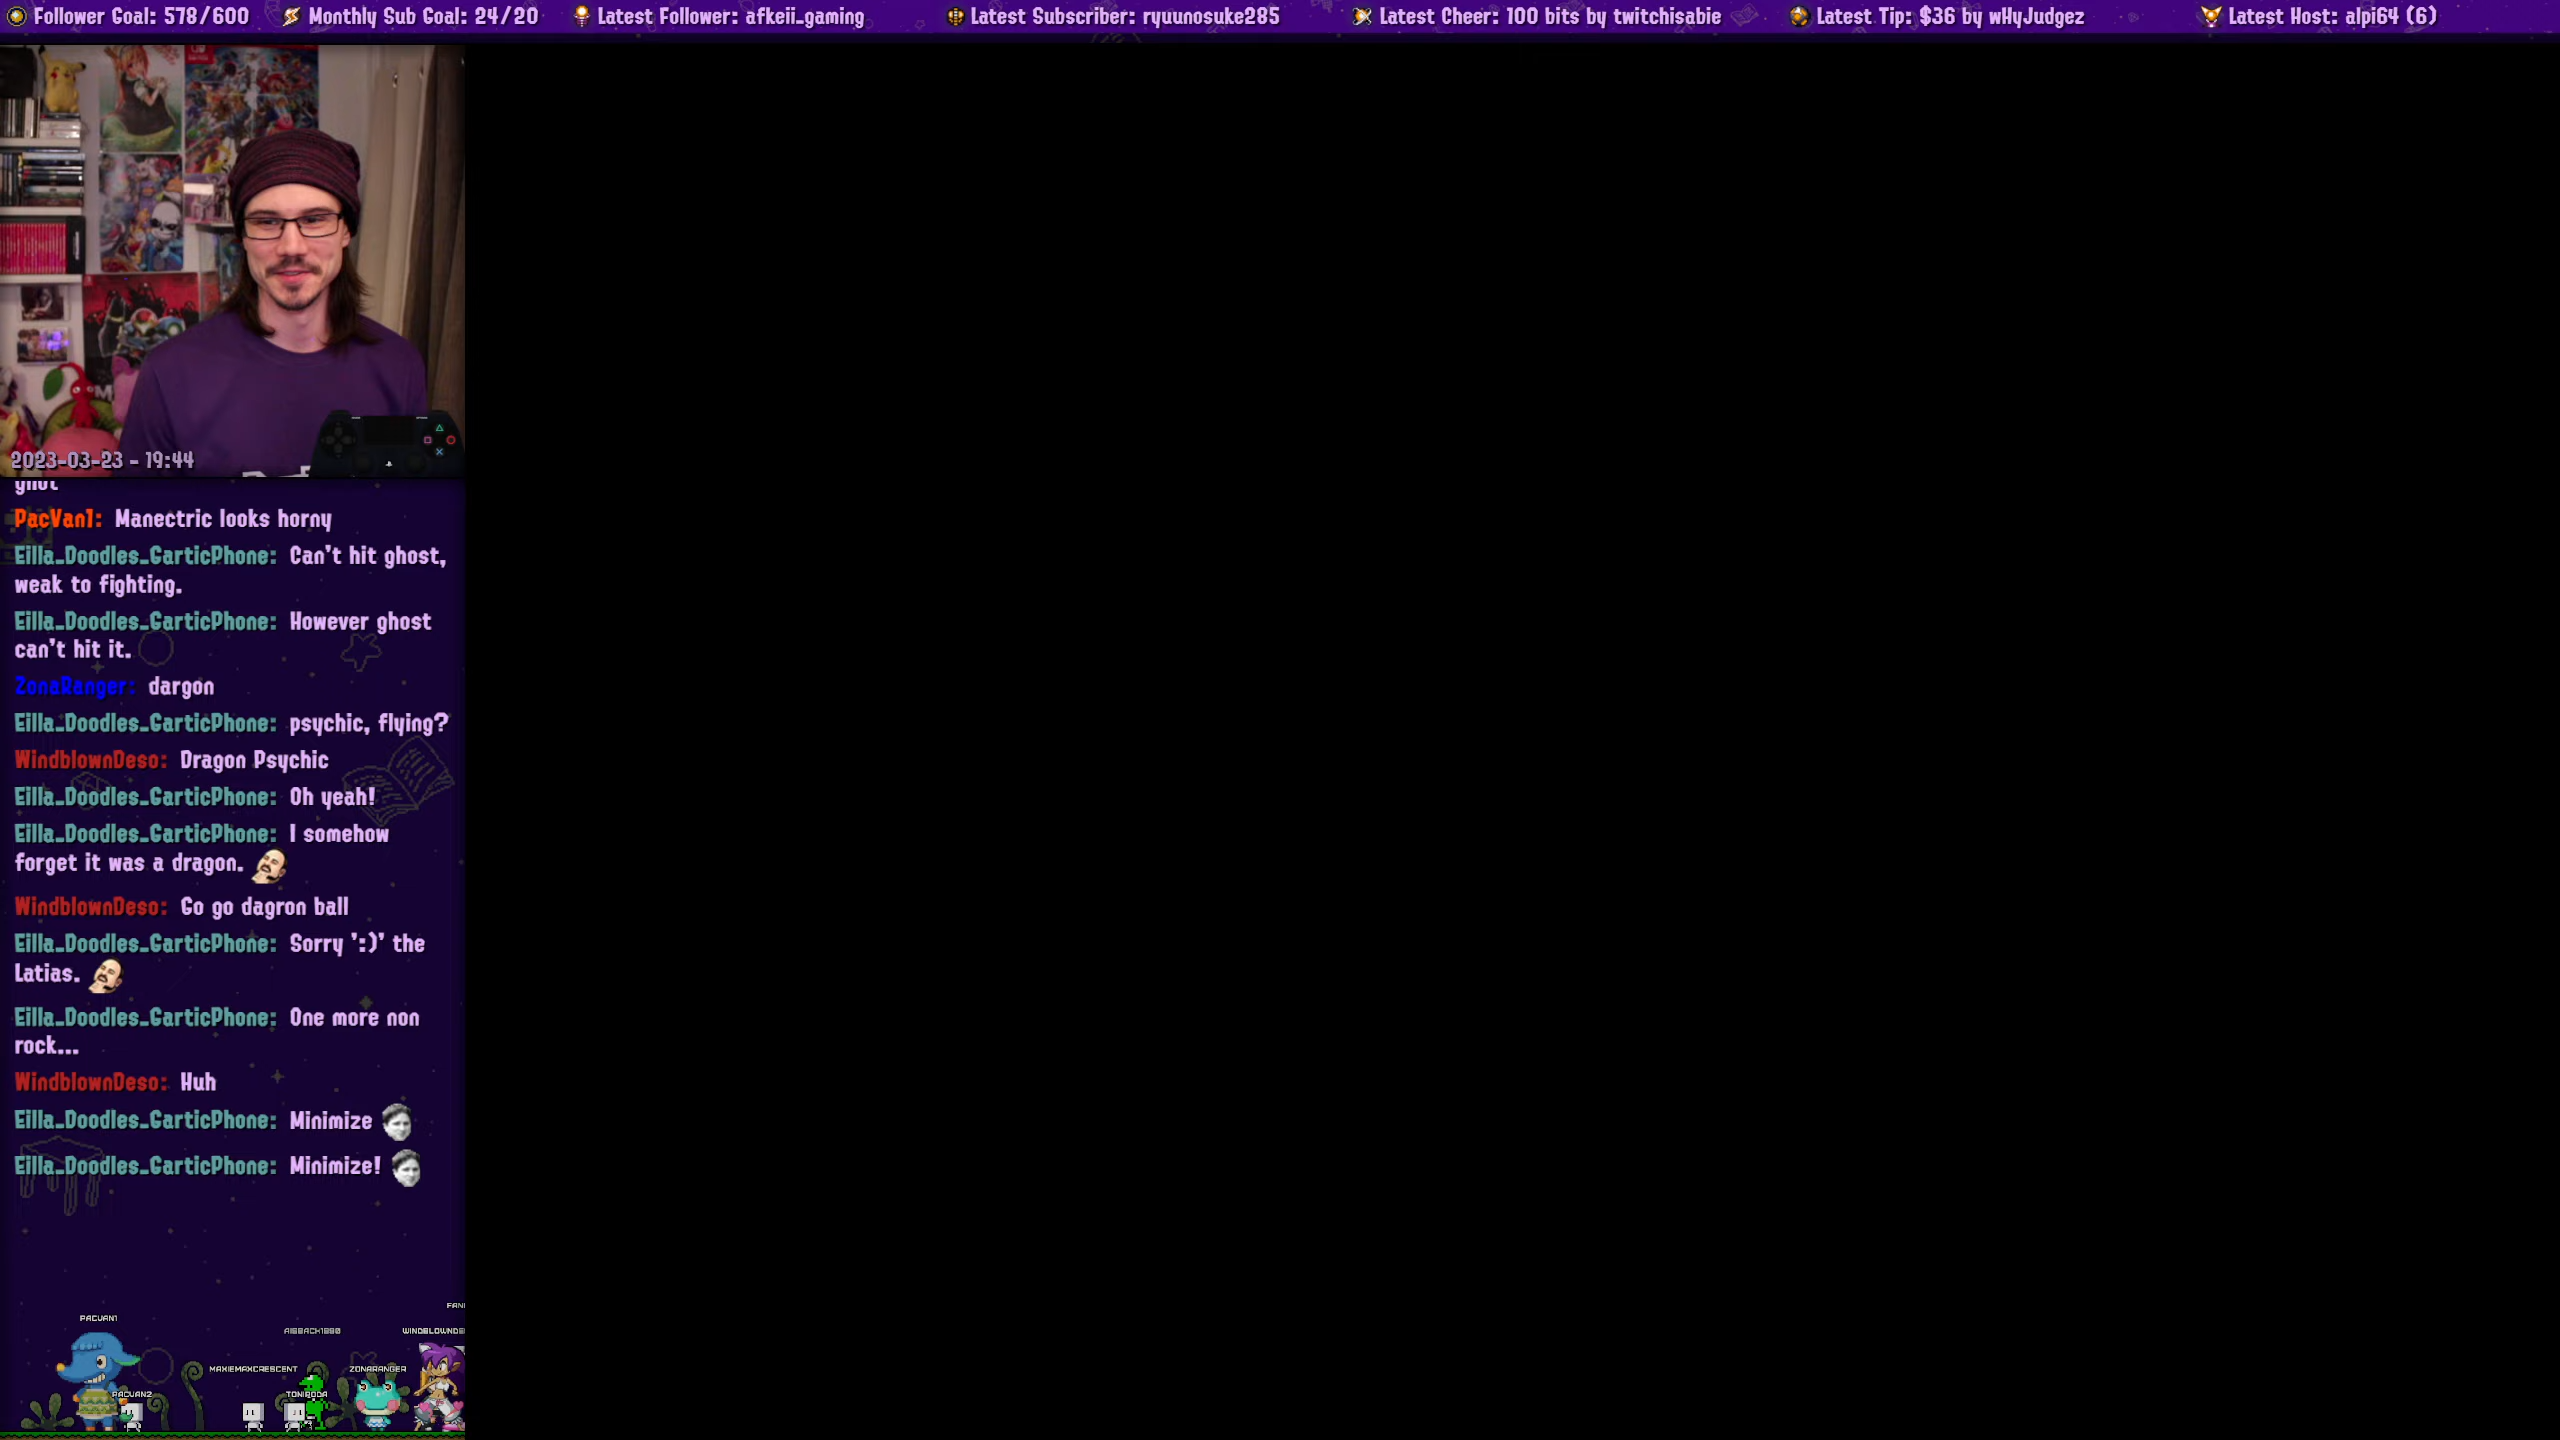 Follower Goal: 578/600
Monthly Sub Goal: 24/20
Latest Follower: afkeii_gaming
Latest Subscriber: ryuunosuke285
Latest Cheer: 100 bits by twitchisabie
Latest Tip: $36 by wHyJudgez
Latest Host: alpi64 (6)
2023-03-23 - 19:44
PacVan1: Manectric looks horny
Eilla_Doodles_GarticPhone: Can't hit ghost,
weak to fighting.
Eilla_Doodles_GarticPhone: However ghost
can't hit it.
ZonaRanger: dargon
Eilla_Doodles_GarticPhone: psychic, flying?
WindblownDeso: Dragon Psychic
Eilla_Doodles_GarticPhone: Oh yeah!
Eilla_Doodles_GarticPhone: I somehow
forget it was a dragon.
WindblownDeso: Go go dagron ball
Eilla_Doodles_GarticPhone: Sorry ':)' the
Latias.
Eilla_Doodles_GarticPhone: One more non
rock...
WindblownDeso: Huh
Eilla_Doodles_GarticPhone: Minimize
Eilla_Doodles_GarticPhone: Minimize!
FAN
PACVAN1
WINDBLOWNDE
MAXIEMAXCRESCENT
ZONARANGER
PACVAN2